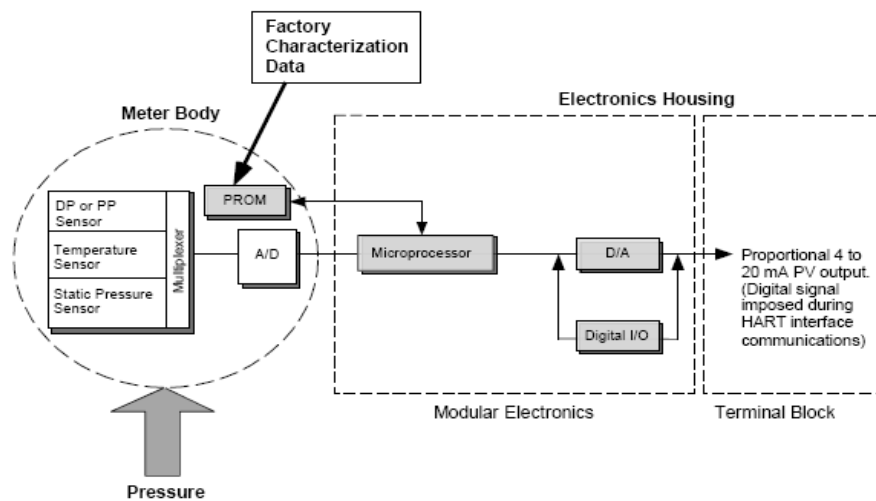 Factory
Characterization
Data
Electronics Housing
Meter Body
PROM
DP or PP
Sensor
Temperature
Sensor
Static Pressure
Sensor
Multiplexer
A/D
Microprocessor
D/A
Digital I/O
Proportional 4 to
20 mA PV output.
(Digital signal
imposed during
HART interface
communications)
Modular Electronics
Terminal Block
Pressure